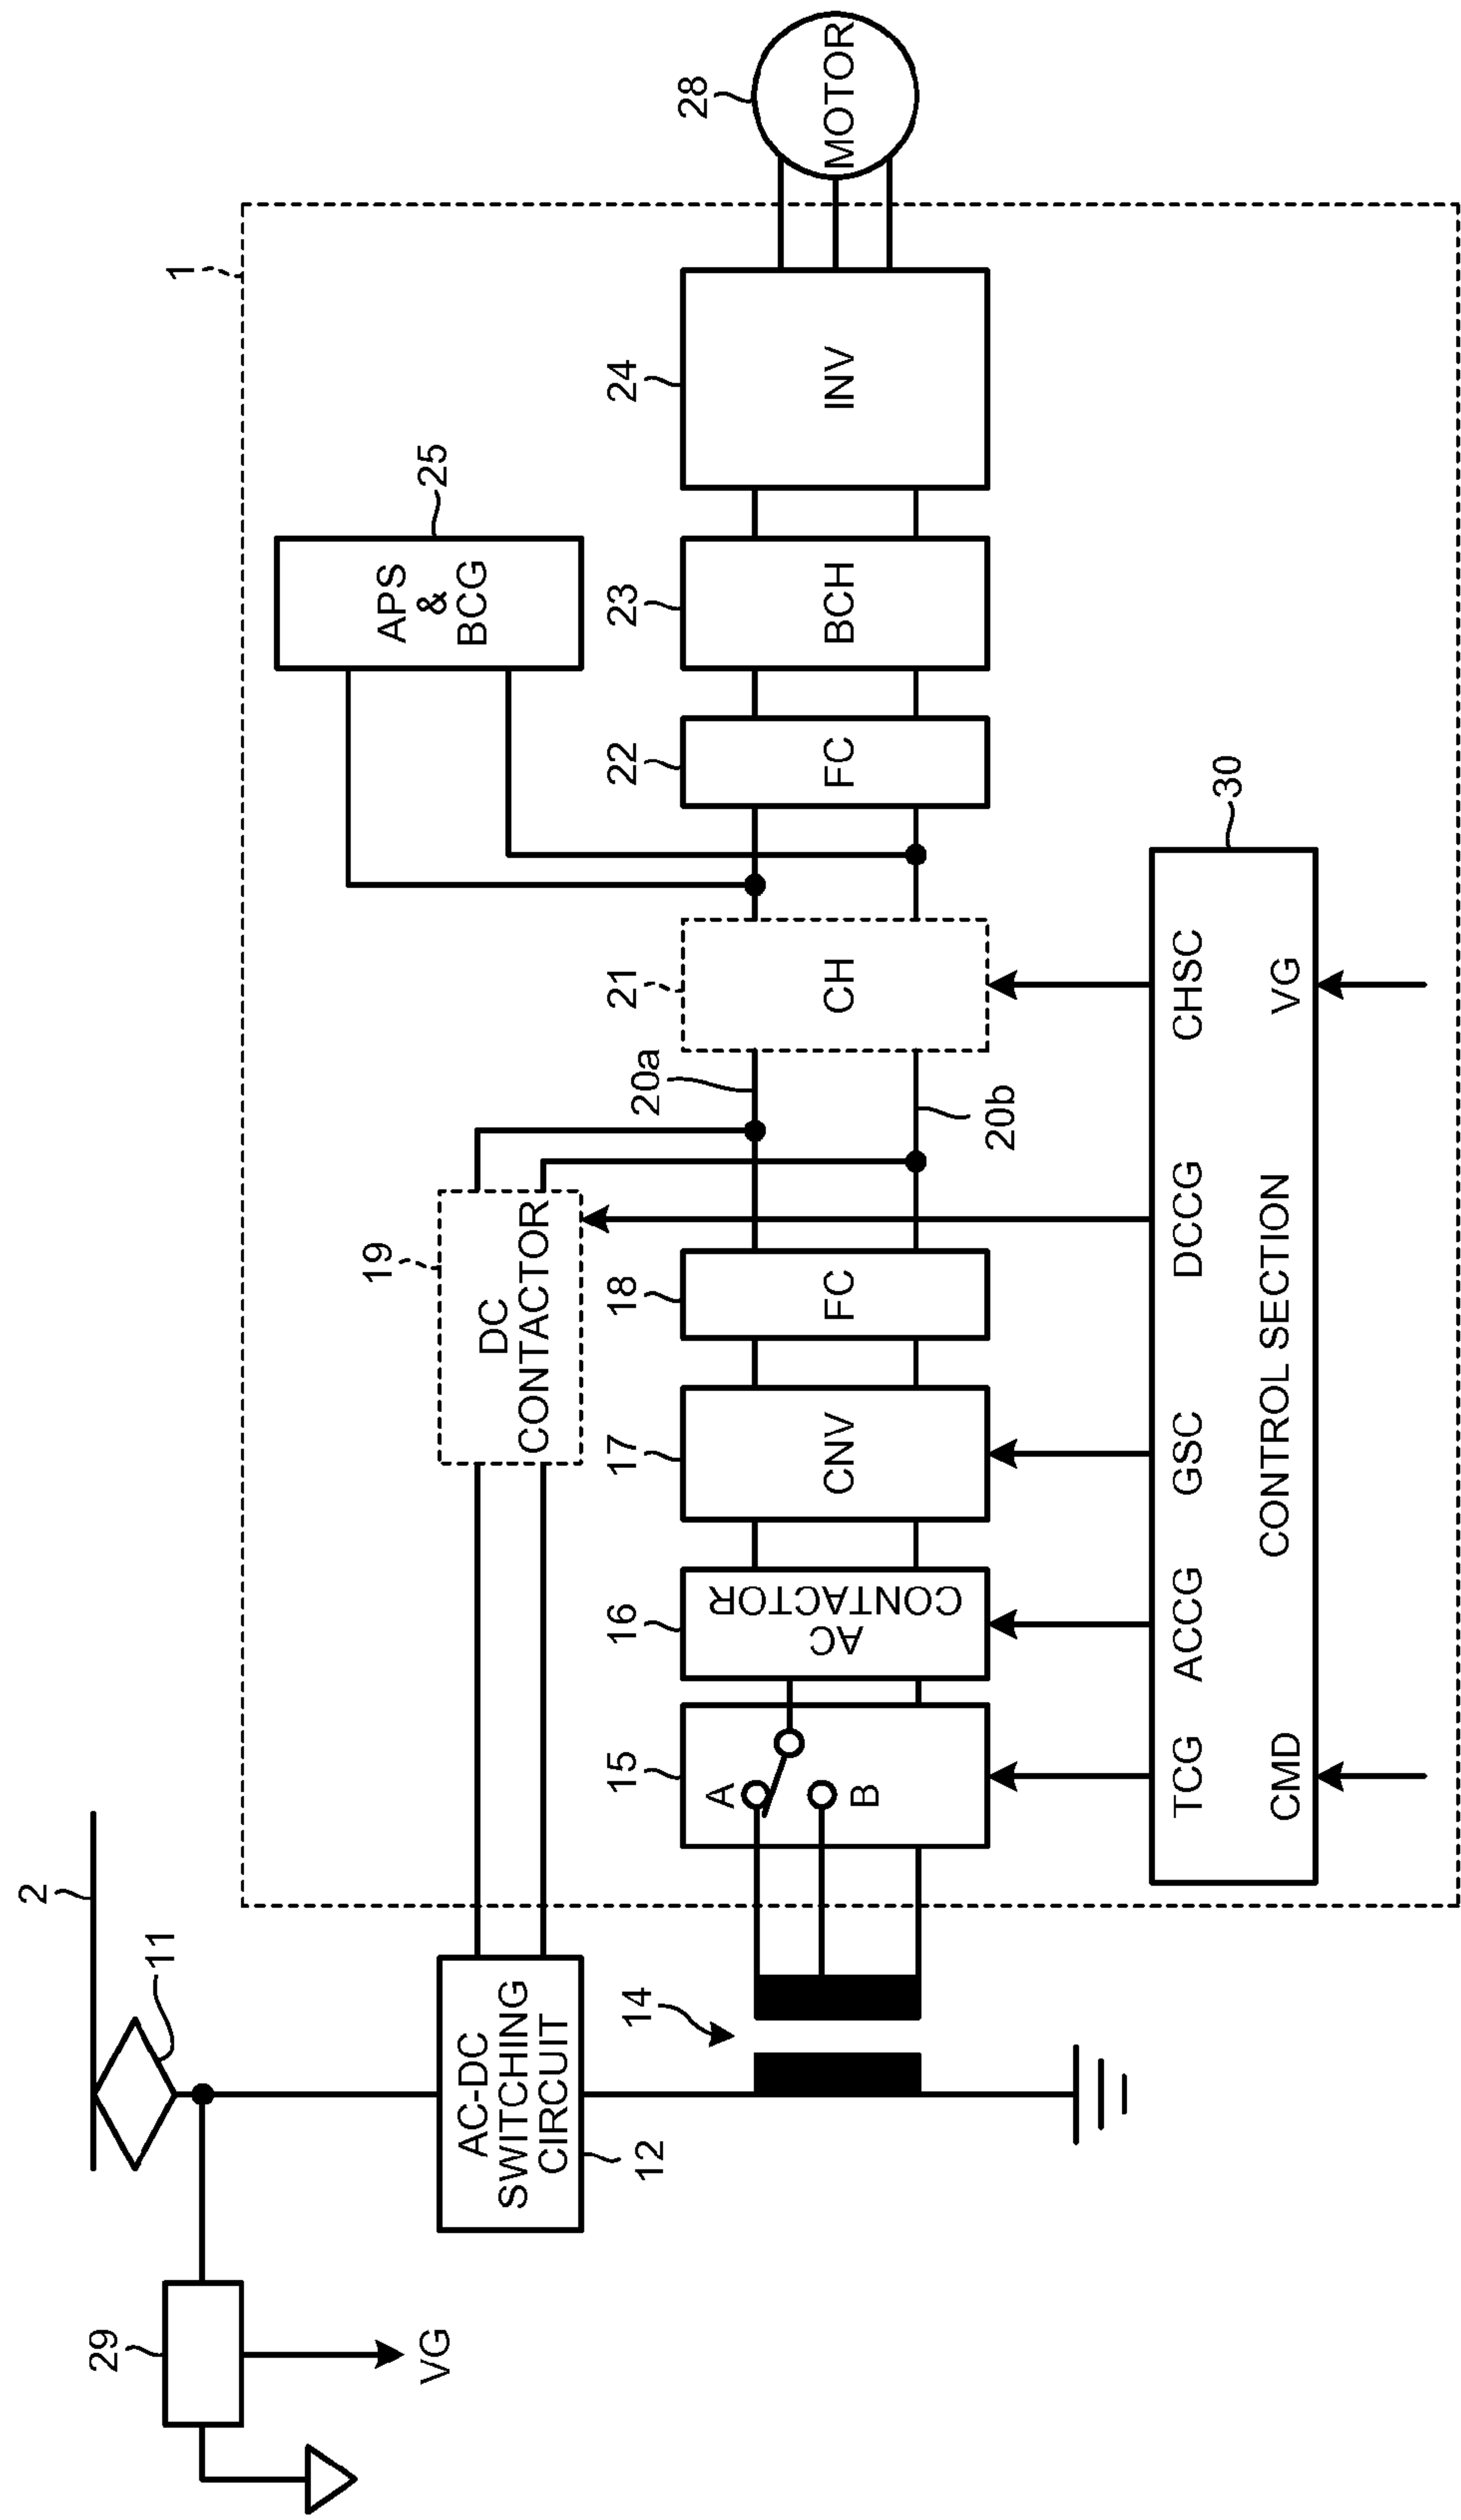 2
11
29
VG
AC-DC
SWITCHING
CIRCUIT
12
14
1
19
DC
CONTACTOR
25
APS
&
BCG
15
A
B
16
AC
CONTACTOR
17
CNV
18
FC
20a
20b
21
CH
22
FC
23
BCH
24
INV
28
MOTOR
30
TCG
ACCG
GSC
DCCG
CHSC
CMD
CONTROL SECTION
VG